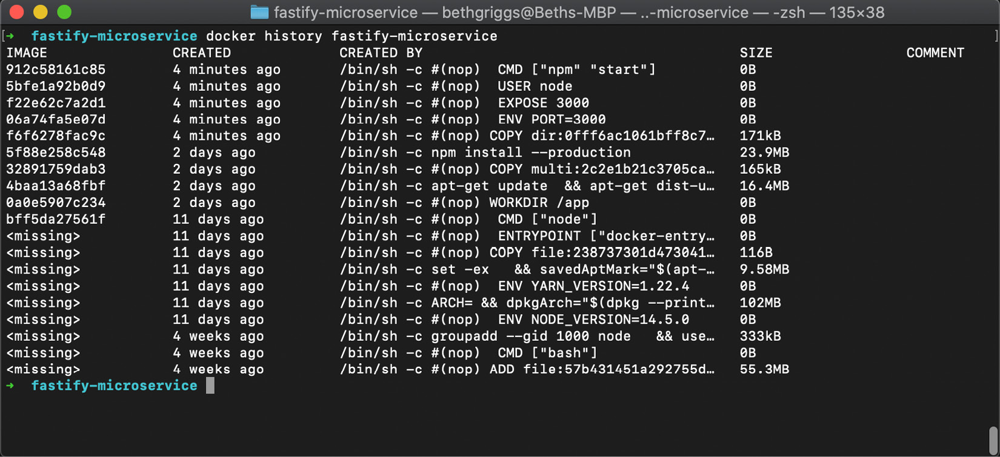 fastify-microservice — bethgriggs@Beths-MBP — ..-microservice — -zsh — 135×38
[➜ fastify-microservice docker history fastify-microservice ]
IMAGE CREATED CREATED BY SIZE COMMENT
912c58161c85 4 minutes ago /bin/sh -c #(nop)  CMD ["npm" "start"] 0B
5bfe1a92b0d9 4 minutes ago /bin/sh -c #(nop)  USER node 0B
f22e62c7a2d1 4 minutes ago /bin/sh -c #(nop)  EXPOSE 3000 0B
06a74fa5e07d 4 minutes ago /bin/sh -c #(nop)  ENV PORT=3000 0B
f6f6278fac9c 4 minutes ago /bin/sh -c #(nop) COPY dir:0fff6ac1061bff8c7… 171kB
5f88e258c548 2 days ago /bin/sh -c npm install --production 23.9MB
32891759dab3 2 days ago /bin/sh -c #(nop) COPY multi:2c2e1b21c3705ca… 165kB
4baa13a68fbf 2 days ago /bin/sh -c apt-get update  && apt-get dist-u… 16.4MB
0a0e5907c234 2 days ago /bin/sh -c #(nop) WORKDIR /app 0B
bff5da27561f 11 days ago /bin/sh -c #(nop)  CMD ["node"] 0B
<missing> 11 days ago /bin/sh -c #(nop)  ENTRYPOINT ["docker-entry… 0B
<missing> 11 days ago /bin/sh -c #(nop) COPY file:238737301d473041… 116B
<missing> 11 days ago /bin/sh -c set -ex   && savedAptMark="$(apt-… 9.58MB
<missing> 11 days ago /bin/sh -c #(nop)  ENV YARN_VERSION=1.22.4 0B
<missing> 11 days ago /bin/sh -c ARCH= && dpkgArch="$(dpkg --print… 102MB
<missing> 11 days ago /bin/sh -c #(nop)  ENV NODE_VERSION=14.5.0 0B
<missing> 4 weeks ago /bin/sh -c groupadd --gid 1000 node   && use… 333kB
<missing> 4 weeks ago /bin/sh -c #(nop)  CMD ["bash"] 0B
<missing> 4 weeks ago /bin/sh -c #(nop) ADD file:57b431451a292755d… 55.3MB
➜ fastify-microservice